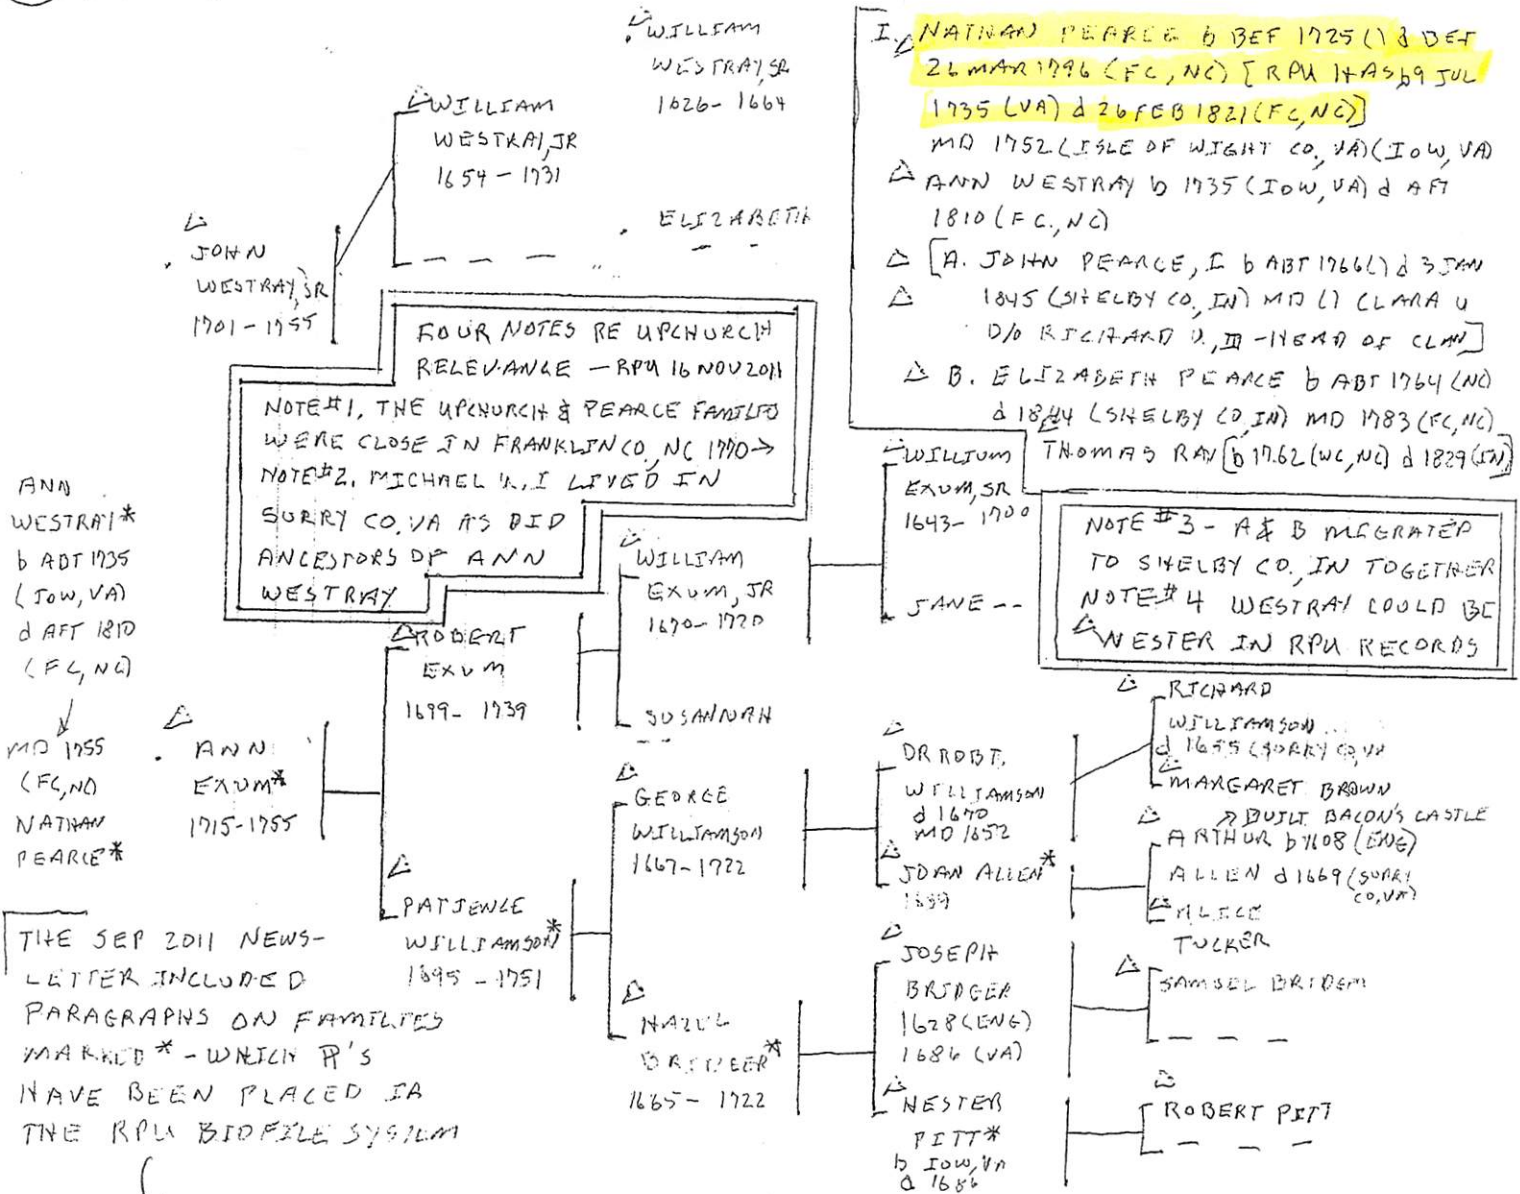 WILLIAM
WESTRAY, SR
1626- 1664
WILLIAM
WESTRAY, JR
1654 - 1731
ELIZABETH
JOHN
WESTRAY, SR
1701 - 1755
I. NATHAN PEARCE b BEF 1725 () d BEF
26 MAR 1796 (FC, NC) [RPU HAS b 9 JUL
1735 (VA) d 26 FEB 1821 (FC, NC)]
MD 1752 (ISLE OF WIGHT CO., VA) (IOW, VA)
ANN WESTRAY b 1735 (IOW, VA) d AFT
1810 (FC., NC)
[A. JOHN PEARCE, I b ABT 1766 () d 3 JAN
1845 (SHELBY CO, IN) MD () CLARA U
D/O RICHARD U., III - HEAD OF CLAN]
B. ELIZABETH PEARCE b ABT 1764 (NC)
d 1844 (SHELBY CO, IN) MD 1783 (FC, NC)
THOMAS RAY [b 1762 (WC, NC) d 1829 (IN)]
FOUR NOTES RE UPCHURCH
RELEVANCE - RPU 16 NOV 2011
NOTE #1. THE UPCHURCH & PEARCE FAMILIES
WERE CLOSE IN FRANKLIN CO., NC 1770 →
NOTE #2. MICHAEL U., I LIVED IN
SURRY CO. VA AS DID
ANCESTORS OF ANN
WESTRAY
NOTE #3 - A & B MIGRATED
TO SHELBY CO., IN TOGETHER
NOTE #4 WESTRAY COULD BE
WESTER IN RPU RECORDS
ANN
WESTRAY*
b ABT 1735
(IOW, VA)
d AFT 1810
(FC, NC)
MD 1755
(FC, NC)
NATHAN
PEARCE*
ANN
EXUM*
1715-1755
ROBERT
EXUM
1699- 1739
PATIENCE
WILLIAMSON*
1695 - 1751
WILLIAM
EXUM, JR
1670- 1720
SUSANNAH
WILLIUM
EXUM, SR
1643- 1700
JANE --
GEORGE
WILLIAMSON
1667- 1722
HAZEL
BRIDGER*
1665- 1722
DR ROBT.
WILLIAMSON
d 1670
MD 1652
JOAN ALLEN*
JOSEPH
BRIDGER
1628 (ENG)
1686 (VA)
HESTER
PITT*
b IOW, VA
d 1686
RICHARD
WILLIAMSON
d 1655 (SURRY CO, VA
MARGARET BROWN
↗ BUILT BACON'S CASTLE
ARTHUR b 1608 (ENG)
ALLEN d 1669 (SURRY
CO, VA)
ALICE
TUCKER
SAMUEL BRIDGER
ROBERT PITT
THE SEP 2011 NEWS-
LETTER INCLUDED
PARAGRAPHS ON FAMILIES
MARKED * - WHICH ¶'S
HAVE BEEN PLACED IN
THE RPU BIOFILE SYSTEM